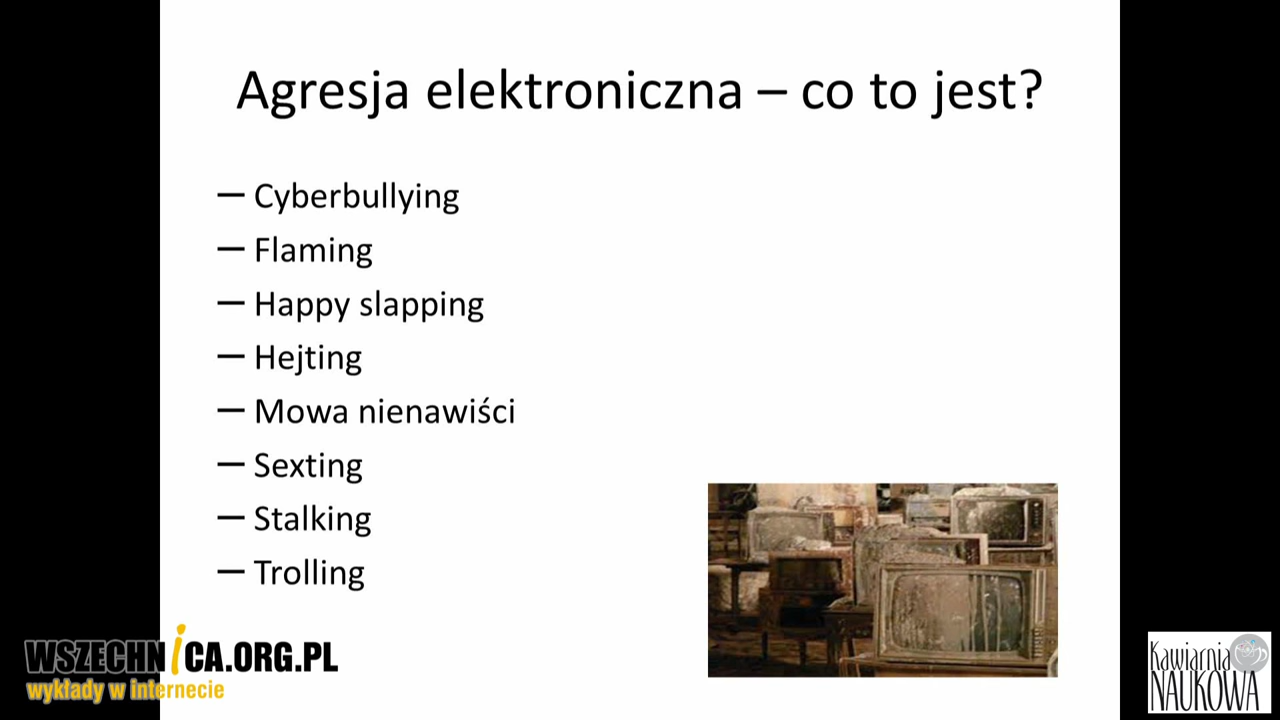 Agresja elektroniczna – co to jest?
– Cyberbullying
– Flaming
– Happy slapping
– Hejting
– Mowa nienawiści
– Sexting
– Stalking
– Trolling
WSZECHNICA.ORG.PL
wykłady w internecie
Kawiarnia
NAUKOWA